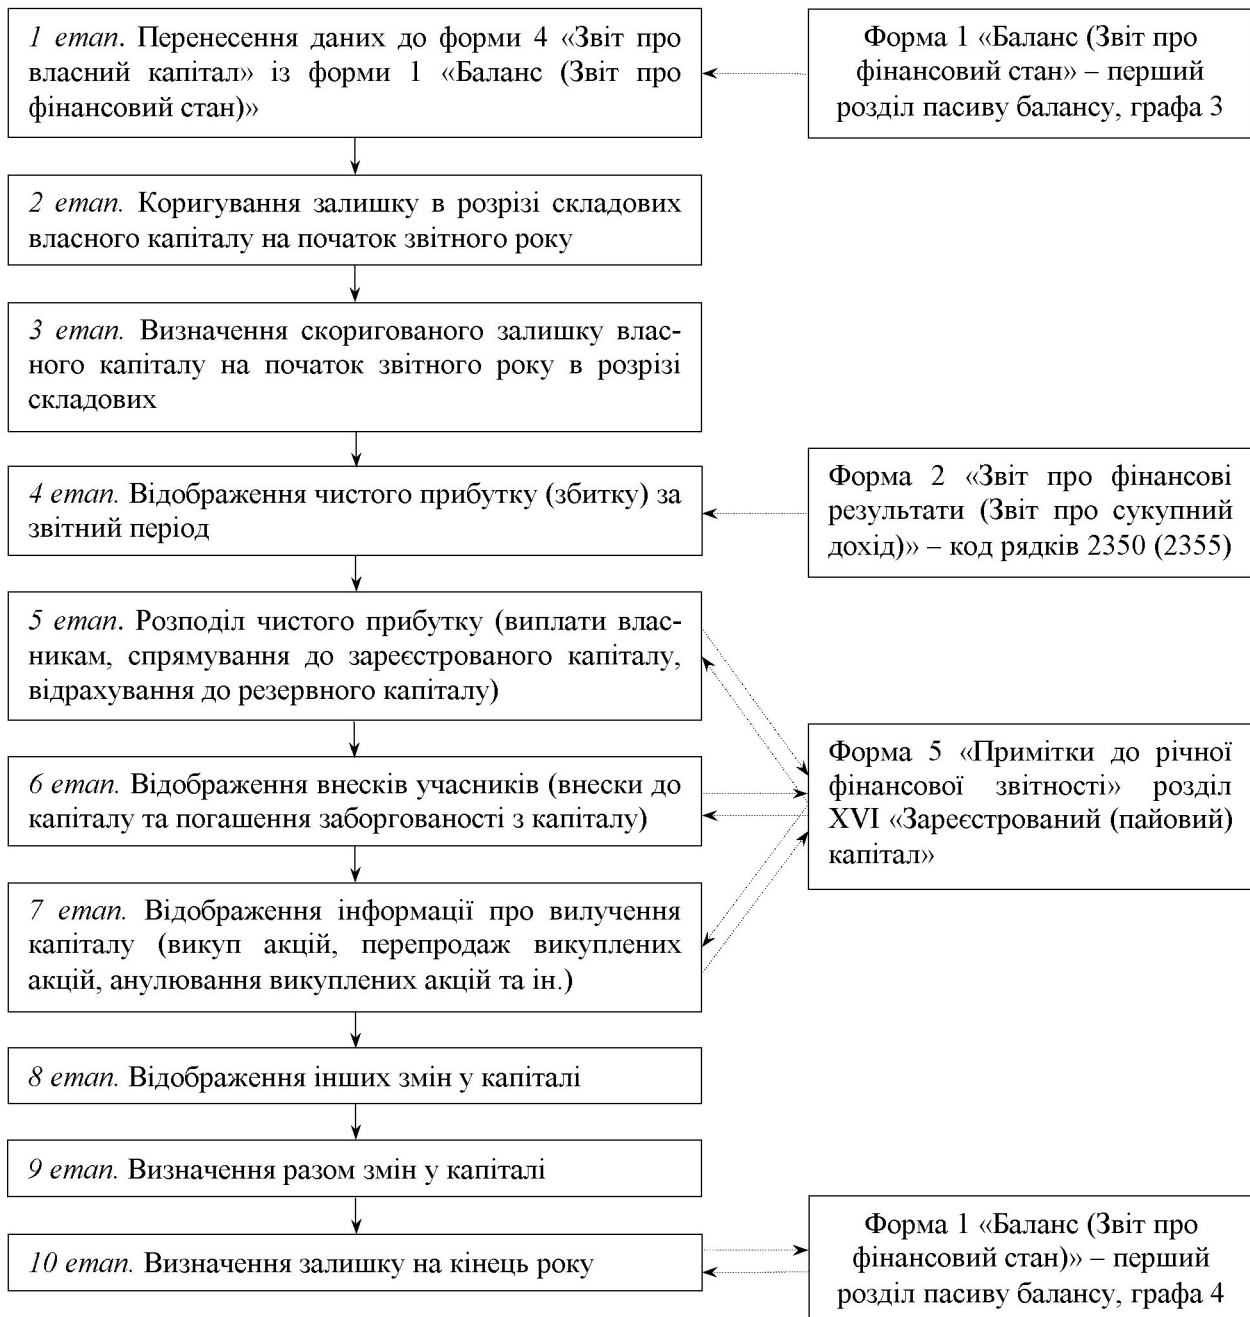 1 етап. Перенесення даних до форми 4 «Звіт про
власний капітал» із форми 1 «Баланс (Звіт про
фінансовий стан)»
Форма 1 «Баланс (Звіт про
фінансовий стан» – перший
розділ пасиву балансу, графа 3
2 етап. Коригування залишку в розрізі складових
власного капіталу на початок звітного року
3 етап. Визначення скоригованого залишку влас-
ного капіталу на початок звітного року в розрізі
складових
4 етап. Відображення чистого прибутку (збитку) за
звітний період
Форма 2 «Звіт про фінансові
результати (Звіт про сукупний
дохід)» – код рядків 2350 (2355)
5 етап. Розподіл чистого прибутку (виплати влас-
никам, спрямування до зареєстрованого капіталу,
відрахування до резервного капіталу)
6 етап. Відображення внесків учасників (внески до
капіталу та погашення заборгованості з капіталу)
Форма 5 «Примітки до річної
фінансової звітності» розділ
XVI «Зареєстрований (пайовий)
капітал»
7 етап. Відображення інформації про вилучення
капіталу (викуп акцій, перепродаж викуплених
акцій, анулювання викуплених акцій та ін.)
8 етап. Відображення інших змін у капіталі
9 етап. Визначення разом змін у капіталі
10 етап. Визначення залишку на кінець року
Форма 1 «Баланс (Звіт про
фінансовий стан)» – перший
розділ пасиву балансу, графа 4